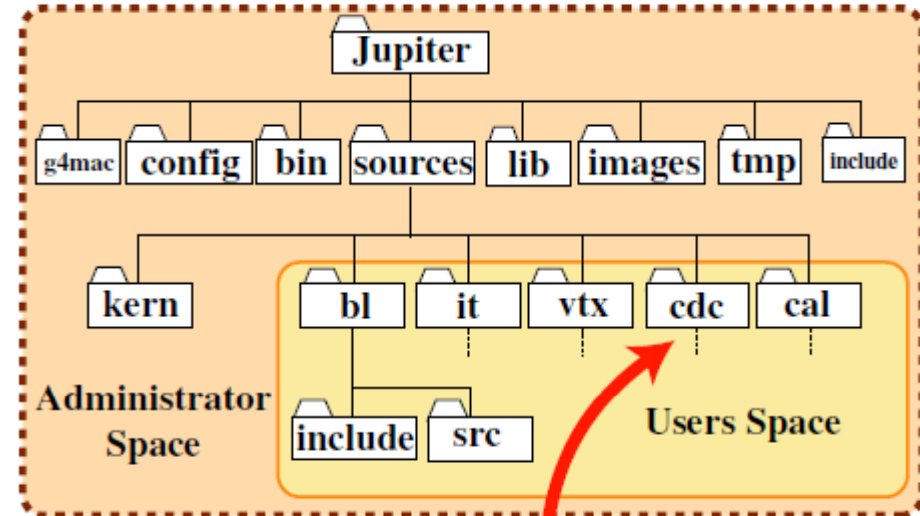 Jupiter
g4mac config bin sources lib images tmp include
kern bl it vtx cdc cal
Administrator
Space
include src
Users Space